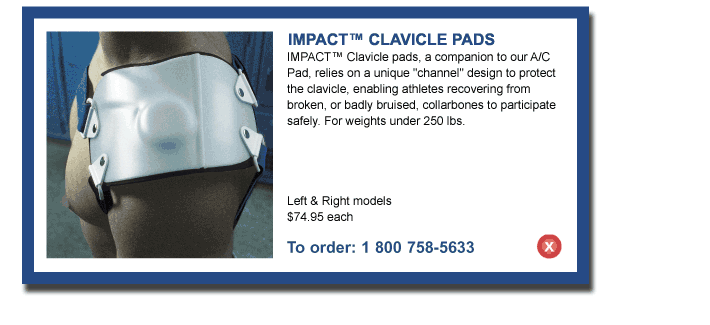 IMPACT™ CLAVICLE PADS
IMPACT™ Clavicle pads, a companion to our A/C
Pad, relies on a unique "channel" design to protect
the clavicle, enabling athletes recovering from
broken, or badly bruised, collarbones to participate
safely. For weights under 250 lbs.
Left & Right models
$74.95 each
To order: 1 800 758-5633
X